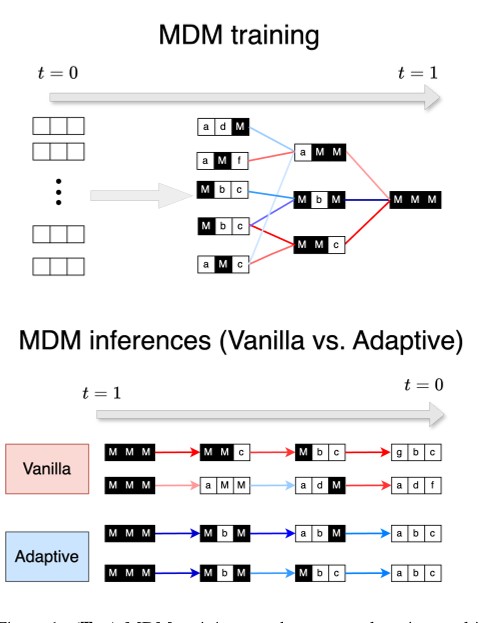 MDM training
t = 0
t = 1
a d M
a M f
a M M
M b c
M b M
M M M
M b c
M M c
a M c
MDM inferences (Vanilla vs. Adaptive)
t = 1
t = 0
Vanilla
M M M
M M c
M b c
g b c
M M M
a M M
a d M
a d f
Adaptive
M M M
M b M
a b M
a b c
M M M
M b M
M b c
a b c